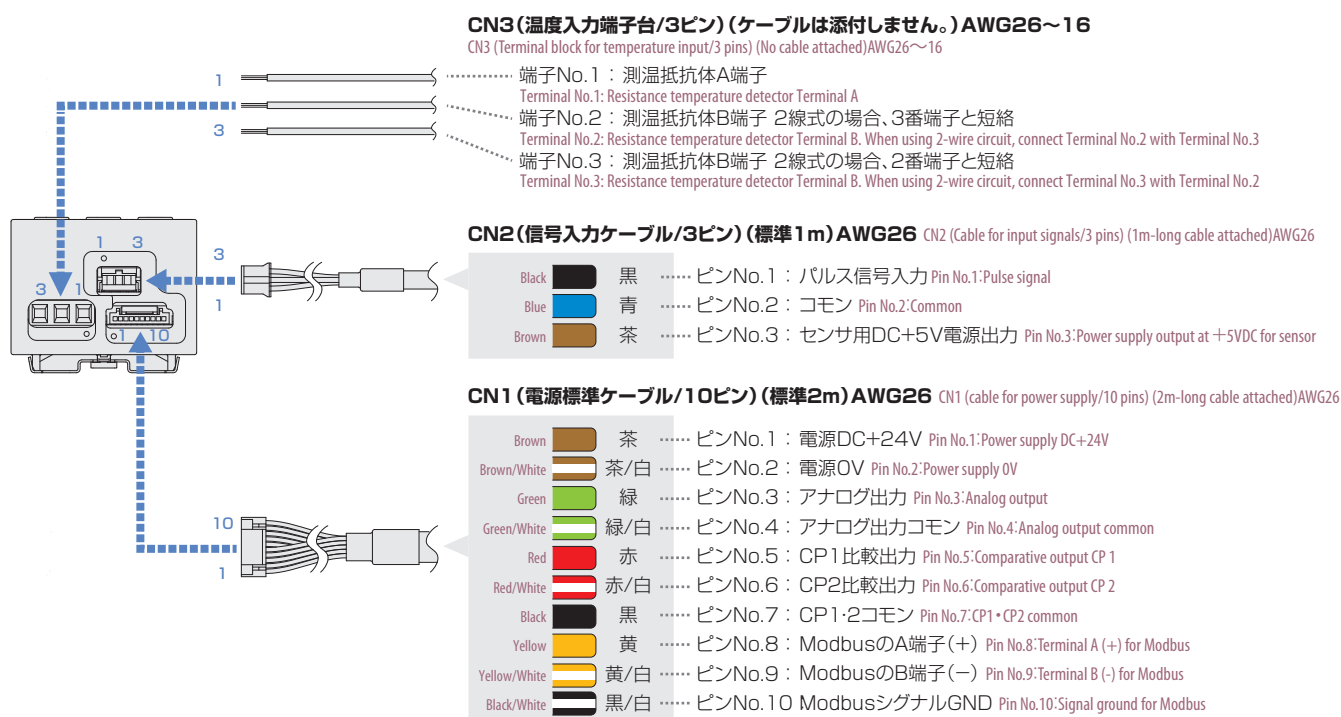 CN3(温度入力端子台/3ピン)(ケーブルは添付しません。)AWG26～16
CN3 (Terminal block for temperature input/3 pins) (No cable attached)AWG26～16
1
端子No.1：測温抵抗体A端子
Terminal No.1: Resistance temperature detector Terminal A
端子No.2：測温抵抗体B端子 2線式の場合、3番端子と短絡
Terminal No.2: Resistance temperature detector Terminal B. When using 2-wire circuit, connect Terminal No.2 with Terminal No.3
3
端子No.3：測温抵抗体B端子 2線式の場合、2番端子と短絡
Terminal No.3: Resistance temperature detector Terminal B. When using 2-wire circuit, connect Terminal No.3 with Terminal No.2
CN2(信号入力ケーブル/3ピン)(標準1m)AWG26 CN2 (Cable for input signals/3 pins) (1m-long cable attached)AWG26
1 3
3
3 1
1
1 10
Black 黒 ピンNo.1：パルス信号入力 Pin No.1:Pulse signal
Blue 青 ピンNo.2：コモン Pin No.2:Common
Brown 茶 ピンNo.3：センサ用DC+5V電源出力 Pin No.3:Power supply output at ＋5VDC for sensor
CN1(電源標準ケーブル/10ピン)(標準2m)AWG26 CN1 (cable for power supply/10 pins) (2m-long cable attached)AWG26
10
1
Brown 茶 ピンNo.1：電源DC+24V Pin No.1:Power supply DC+24V
Brown/White 茶/白 ピンNo.2：電源0V Pin No.2:Power supply 0V
Green 緑 ピンNo.3：アナログ出力 Pin No.3:Analog output
Green/White 緑/白 ピンNo.4：アナログ出力コモン Pin No.4:Analog output common
Red 赤 ピンNo.5：CP1比較出力 Pin No.5:Comparative output CP 1
Red/White 赤/白 ピンNo.6：CP2比較出力 Pin No.6:Comparative output CP 2
Black 黒 ピンNo.7：CP1·2コモン Pin No.7:CP1•CP2 common
Yellow 黄 ピンNo.8：ModbusのA端子(＋) Pin No.8:Terminal A (+) for Modbus
Yellow/White 黄/白 ピンNo.9：ModbusのB端子(－) Pin No.9:Terminal B (-) for Modbus
Black/White 黒/白 ピンNo.10 ModbusシグナルGND Pin No.10:Signal ground for Modbus